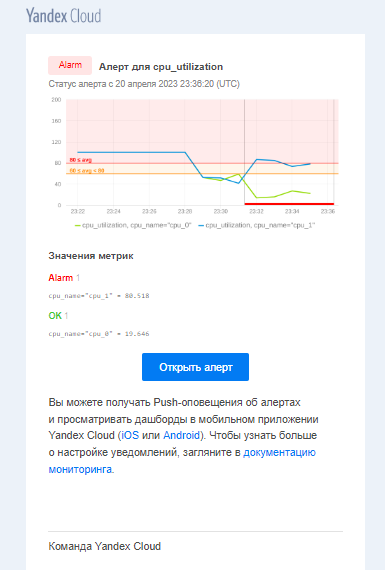 Yandex Cloud
Alarm Алерт для cpu_utilization
Статус алерта с 20 апреля 2023 23:36:20 (UTC)
200
160
120
80
40
0
80 ≤ avg
60 ≤ avg < 80
23:22 23:24 23:26 23:28 23:30 23:32 23:34 23:36
cpu_utilization, cpu_name="cpu_0" cpu_utilization, cpu_name="cpu_1"
Значения метрик
Alarm 1
cpu_name="cpu_1" = 80.518
OK 1
cpu_name="cpu_0" = 19.646
Открыть алерт
Вы можете получать Push-оповещения об алертах
и просматривать дашборды в мобильном приложении
Yandex Cloud (iOS или Android). Чтобы узнать больше
о настройке уведомлений, загляните в документацию
мониторинга.
Команда Yandex Cloud